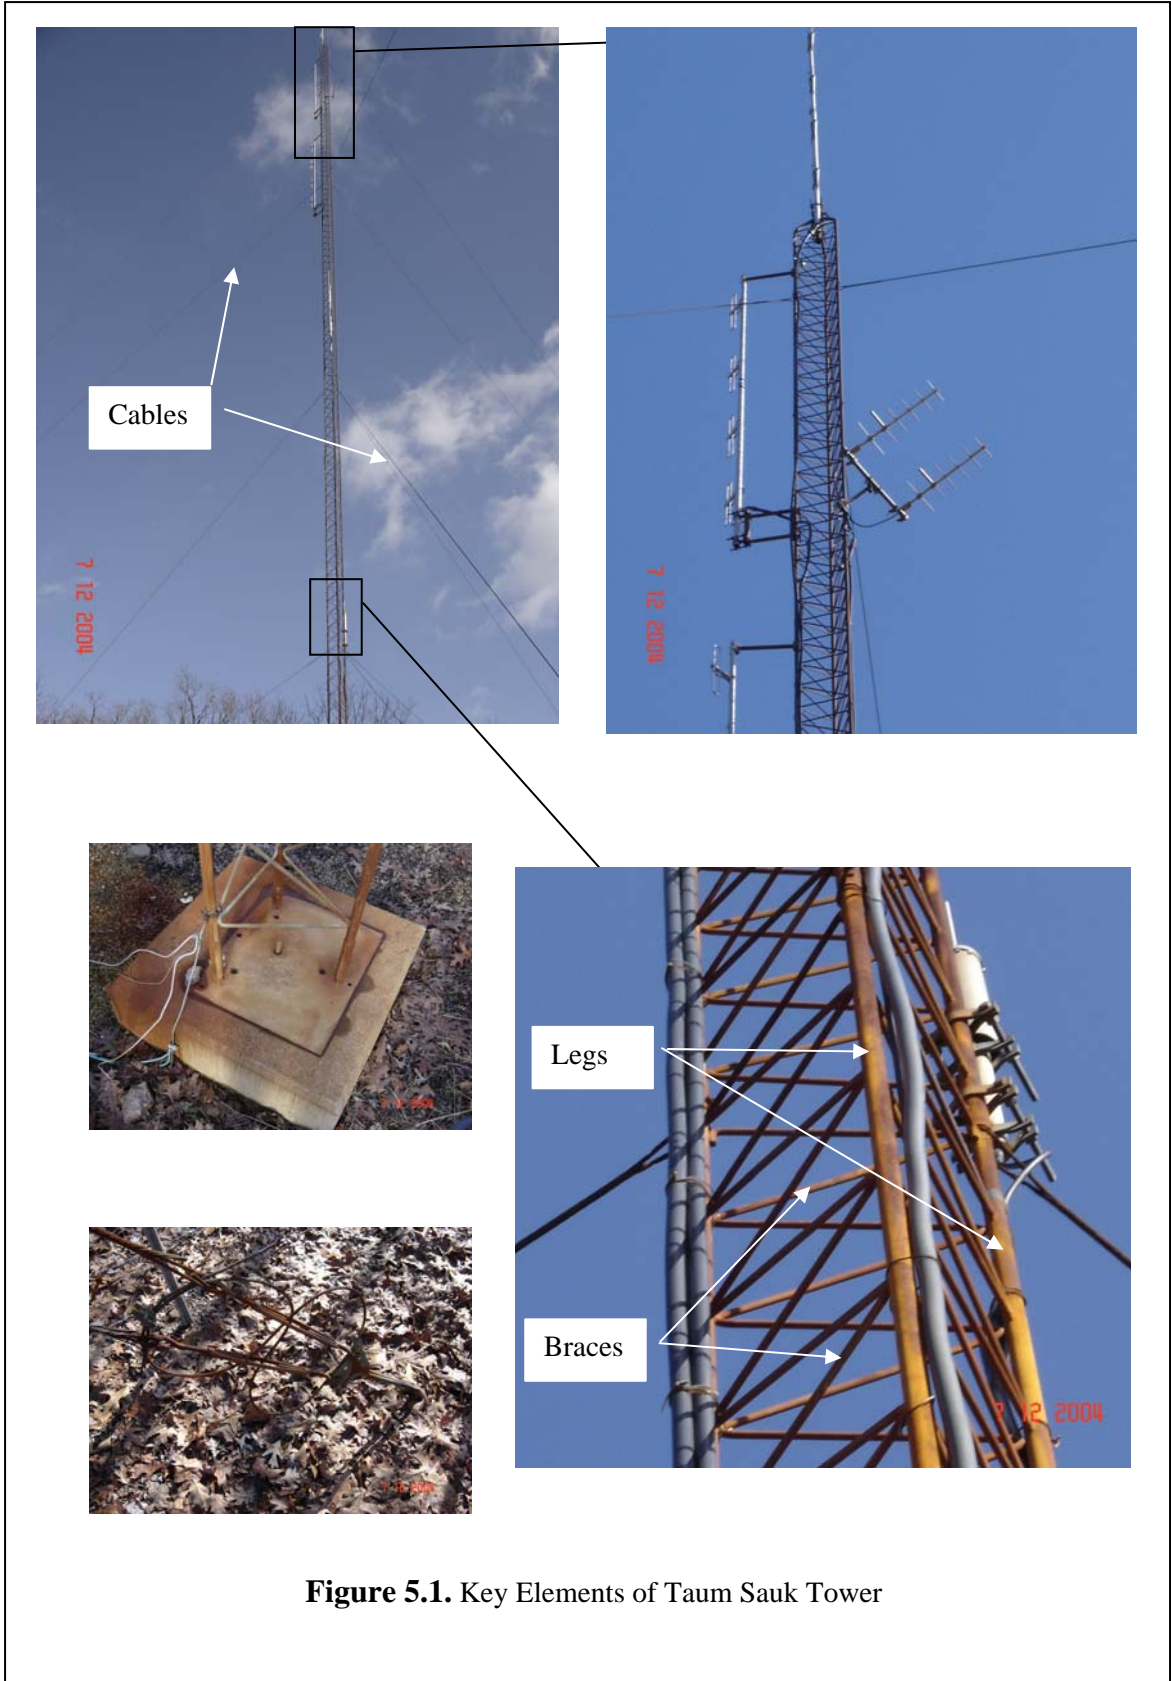 Cables
7 12 2004
7 12 2004
Legs
Braces
7 12 2004
Figure 5.1. Key Elements of Taum Sauk Tower